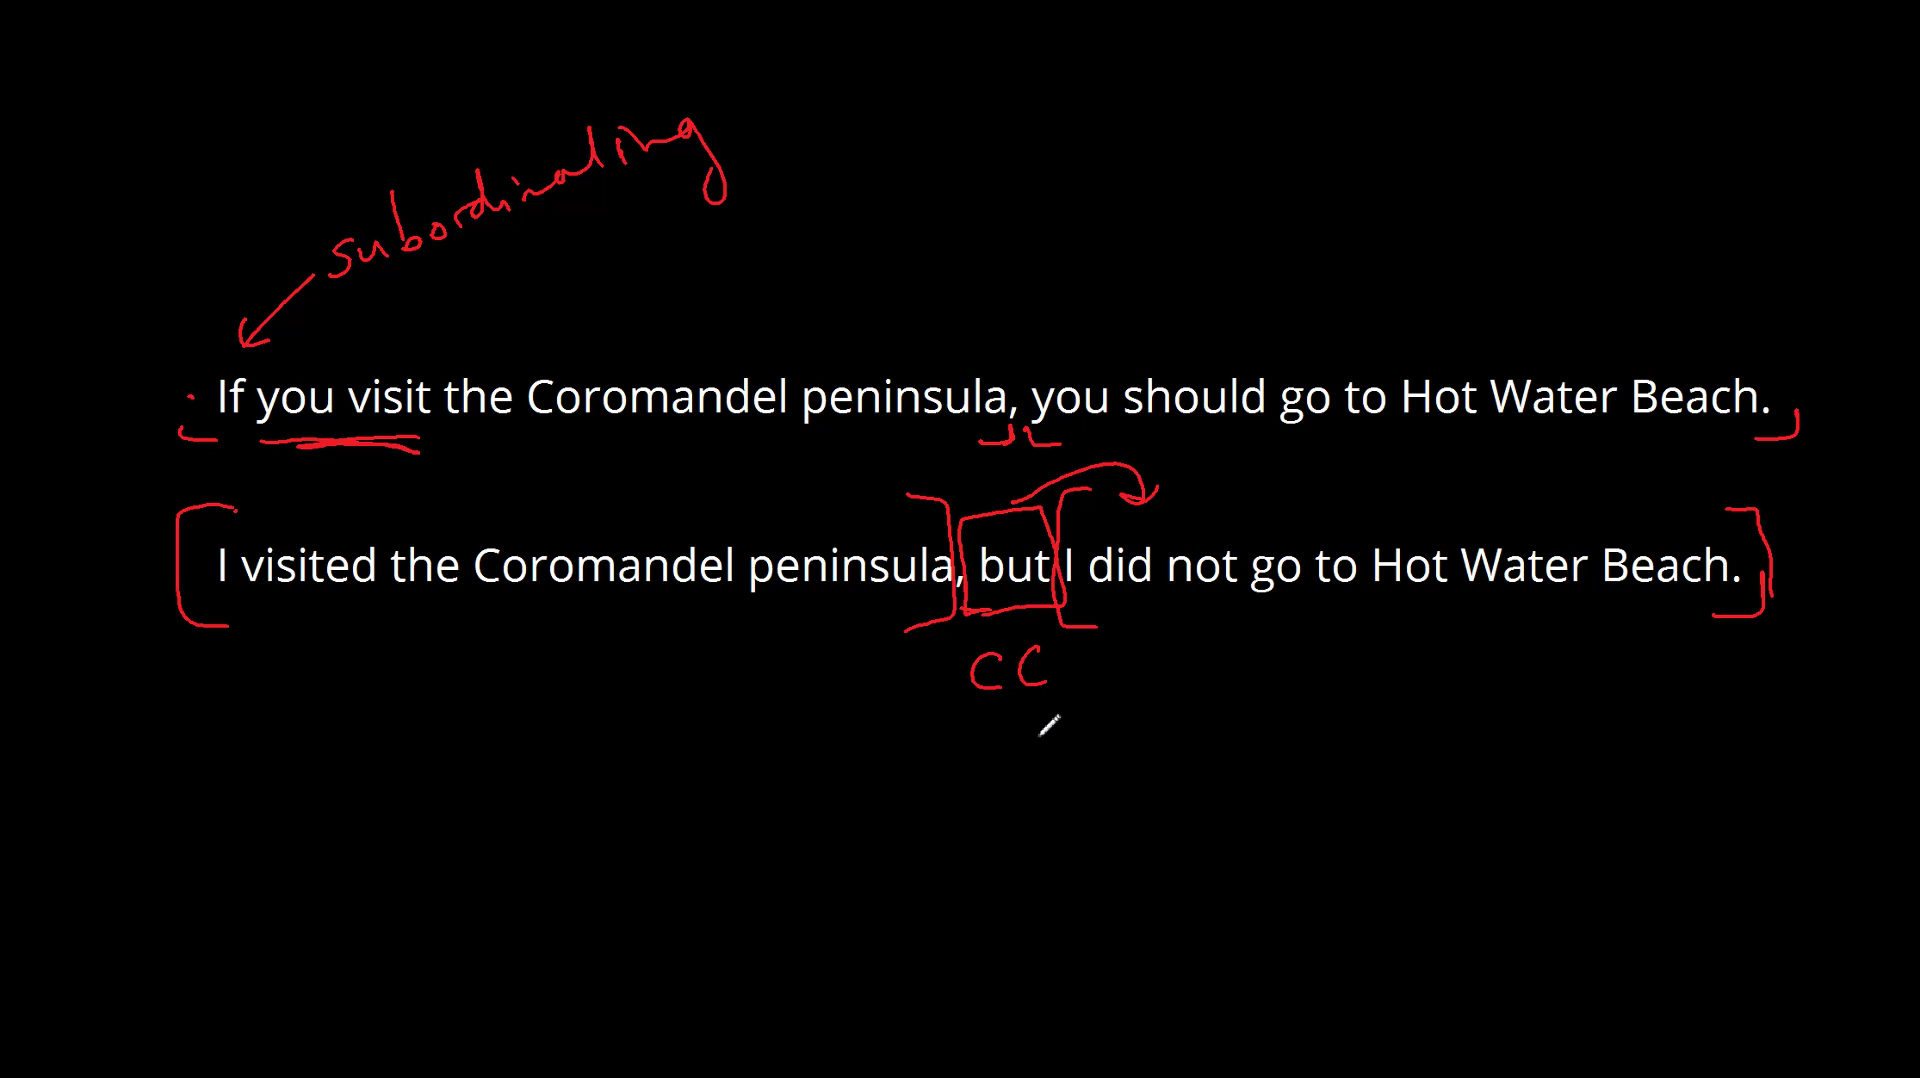 subordinating
If you visit the Coromandel peninsula, you should go to Hot Water Beach.
I visited the Coromandel peninsula, but I did not go to Hot Water Beach.
CC